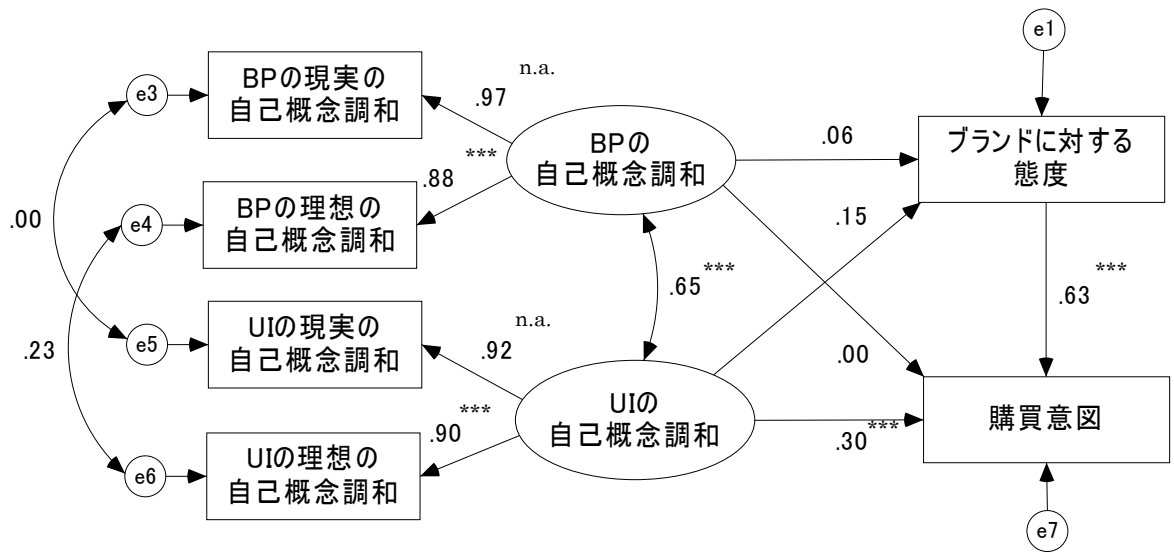 e1
n.a.
BPの現実の
自己概念調和
e3
.97
BPの
自己概念調和
.06
ブランドに対する
態度
***
.88
BPの理想の
自己概念調和
e4
.00
.15
.65***
.63***
n.a.
UIの現実の
自己概念調和
e5
.23
.92
.00
UIの
自己概念調和
購買意図
***
.90
.30***
UIの理想の
自己概念調和
e6
e7